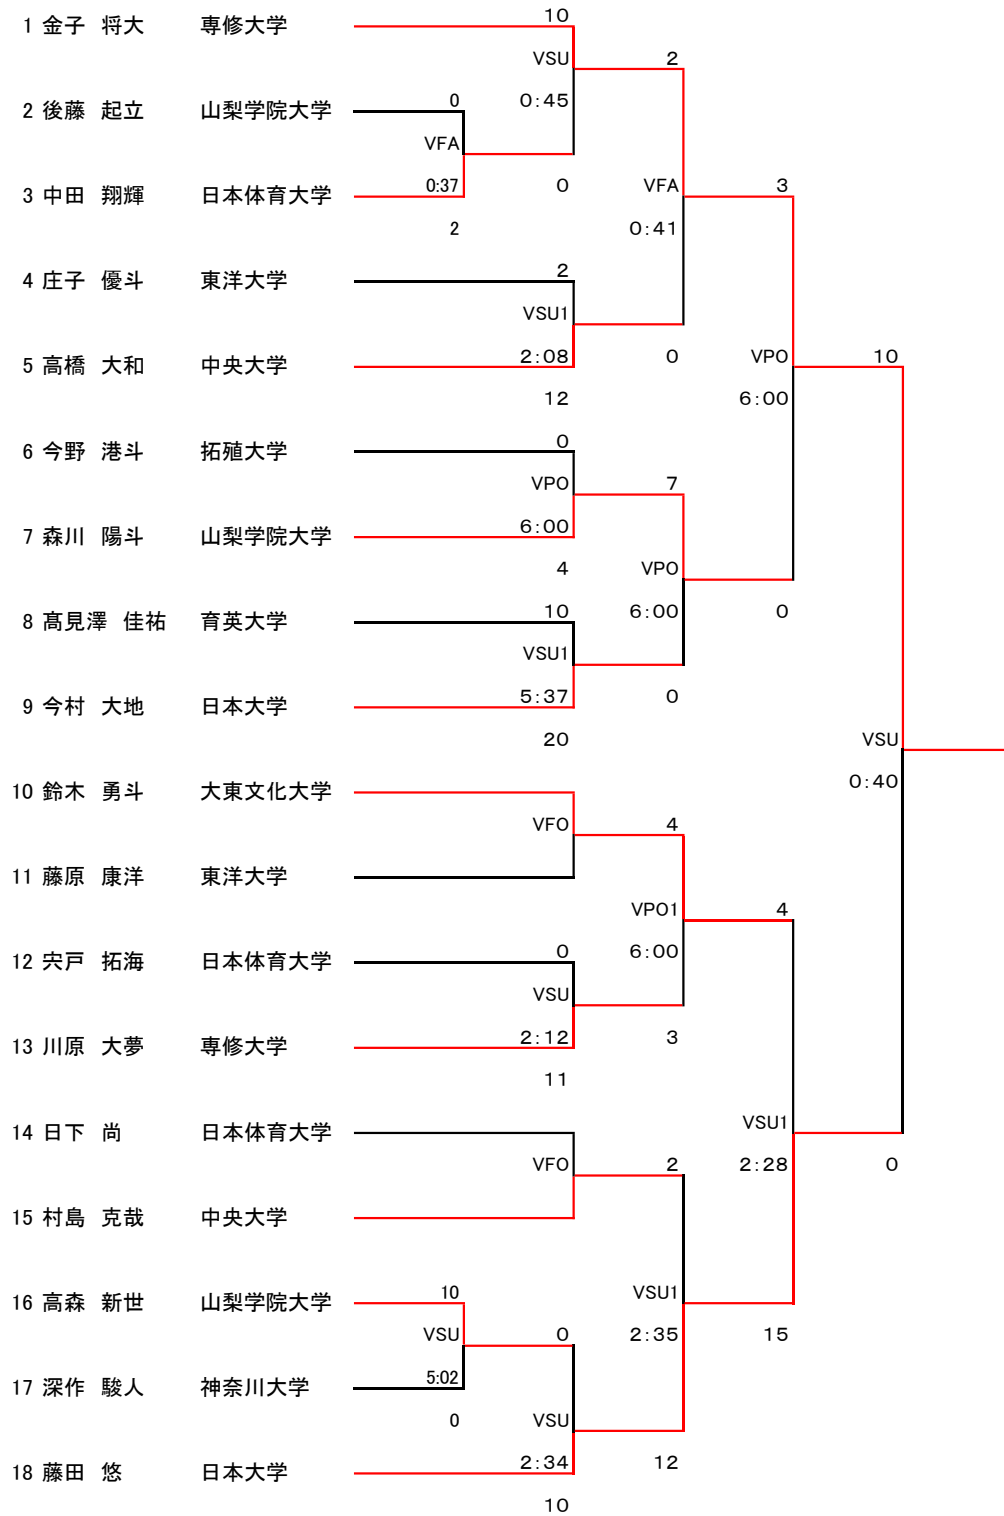 10
1 金子 将大 専修大学
VSU 2
0 0:45
2 後藤 起立 山梨学院大学
VFA
0:37 0 VFA 3
3 中田 翔輝 日本体育大学
2 0:41
2
4 庄子 優斗 東洋大学
VSU1
2:08 0 VPO 10
5 高橋 大和 中央大学
12 6:00
0
6 今野 港斗 拓殖大学
VPO 7
6:00
7 森川 陽斗 山梨学院大学
4 VPO
10 6:00 0
8 髙見澤 佳祐 育英大学
VSU1
5:37 0
9 今村 大地 日本大学
20 VSU
0:40
10 鈴木 勇斗 大東文化大学
VFO 4
11 藤原 康洋 東洋大学
VPO1 4
0 6:00
12 宍戸 拓海 日本体育大学
VSU
2:12 3
13 川原 大夢 専修大学
11
14 日下 尚 日本体育大学
VSU1
VFO 2 2:28 0
15 村島 克哉 中央大学
10 VSU1
16 高森 新世 山梨学院大学
VSU 0 2:35 15
5:02
17 深作 駿人 神奈川大学
0 VSU
2:34 12
18 藤田 悠 日本大学
10